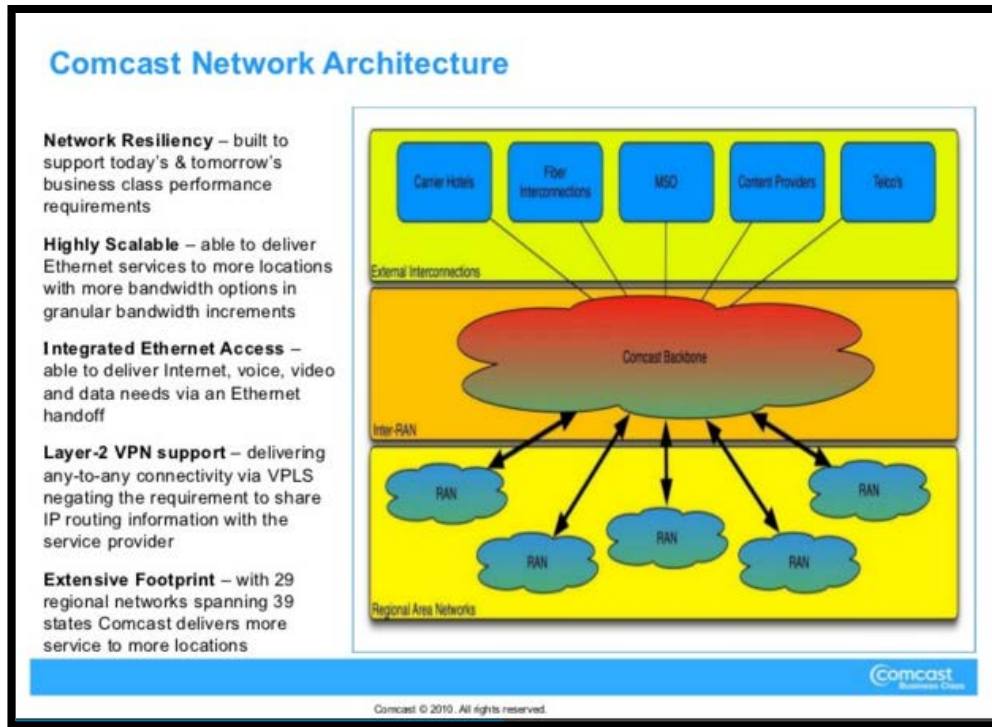 Comcast Network Architecture
Network Resiliency – built to
support today's & tomorrow's
business class performance
requirements
Highly Scalable – able to deliver
Ethernet services to more locations
with more bandwidth options in
granular bandwidth increments
Integrated Ethernet Access –
able to deliver Internet, voice, video
and data needs via an Ethernet
handoff
Layer-2 VPN support – delivering
any-to-any connectivity via VPLS
negating the requirement to share
IP routing information with the
service provider
Extensive Footprint – with 29
regional networks spanning 39
states Comcast delivers more
service to more locations
Carrier Hotels
Fiber
Interconnections
MSO
Content Providers
Telco's
External Interconnections
Comcast Backbone
Inter-RAN
RAN
RAN
RAN
RAN
RAN
Regional Area Networks
Comcast
Business Class
Comcast © 2010. All rights reserved.